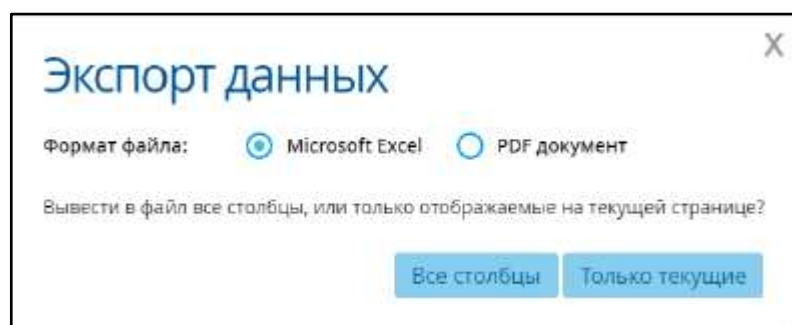 X
Экспорт данных
Формат файла: Microsoft Excel PDF документ
Вывести в файл все столбцы, или только отображаемые на текущей странице?
Все столбцы Только текущие